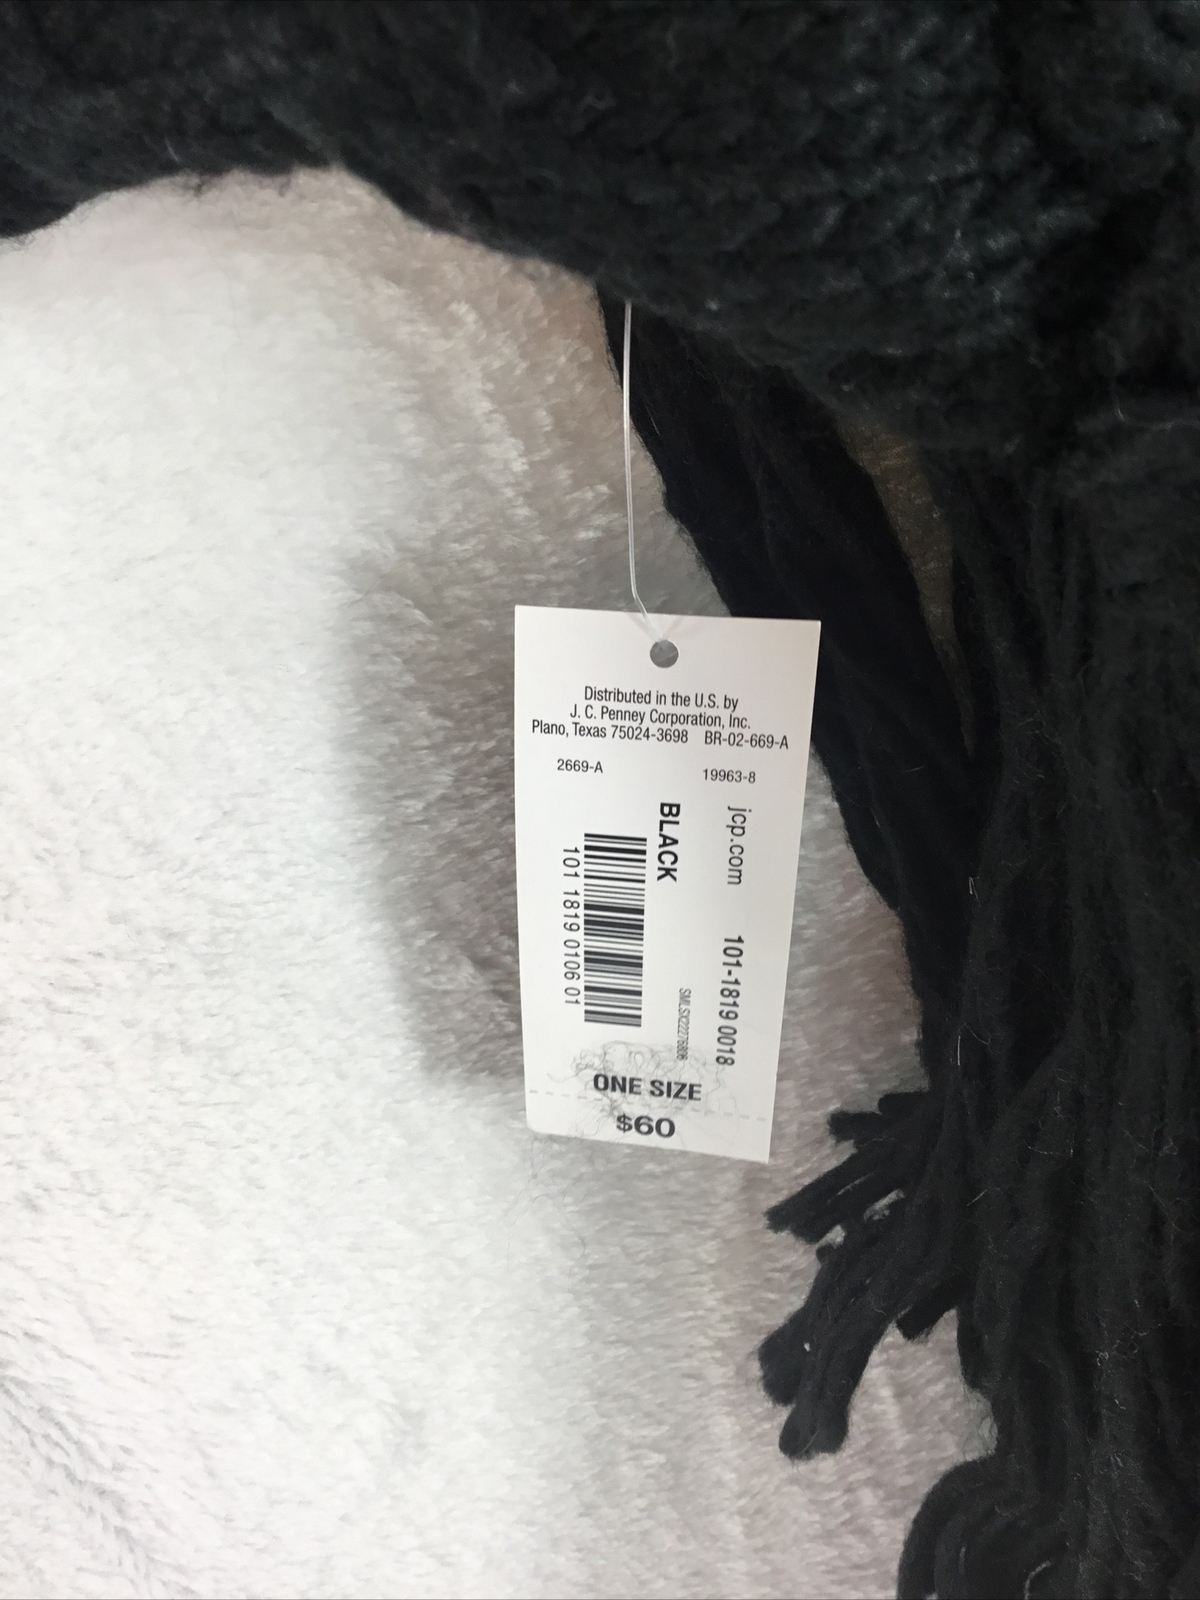 Distributed in the U.S. by
J. C. Penney Corporation, Inc.
Plano, Texas 75024-3698 BR-02-669-A
2669-A 19963-8
jcp.com 101-1819 0018
BLACK
101 1819 0106 01
ONE SIZE
$60